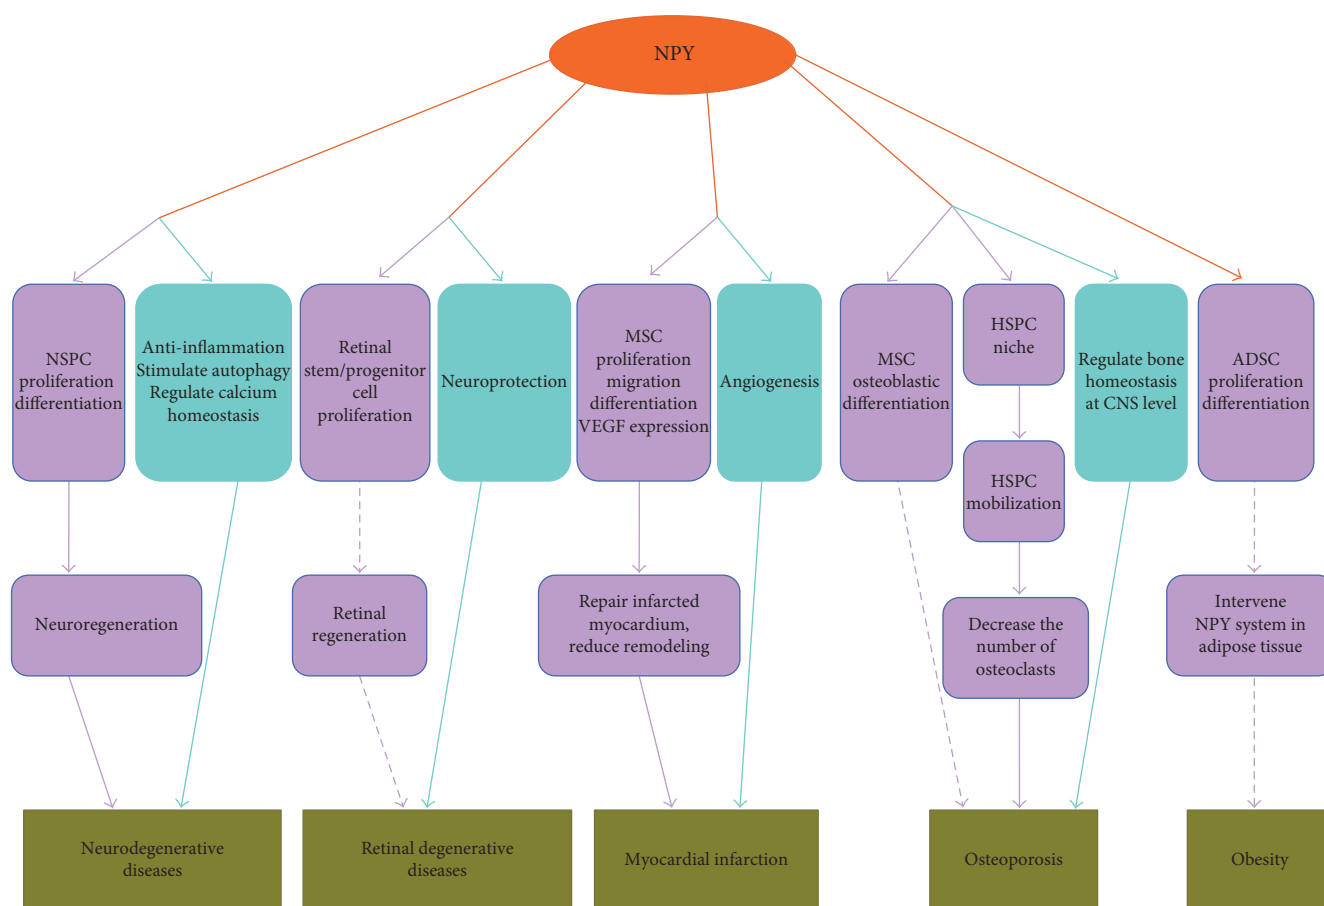 NPY
NSPC
proliferation
differentiation
Anti-inflammation
Stimulate autophagy
Regulate calcium
homeostasis
Retinal
stem/progenitor
cell
proliferation
Neuroprotection
MSC
proliferation
migration
differentiation
VEGF expression
Angiogenesis
MSC
osteoblastic
differentiation
HSPC
niche
Regulate bone
homeostasis
at CNS level
ADSC
proliferation
differentiation
HSPC
mobilization
Neuroregeneration
Retinal
regeneration
Repair infarcted
myocardium,
reduce remodeling
Decrease the
number of
osteoclasts
Intervene
NPY system in
adipose tissue
Neurodegenerative
diseases
Retinal degenerative
diseases
Myocardial infarction
Osteoporosis
Obesity